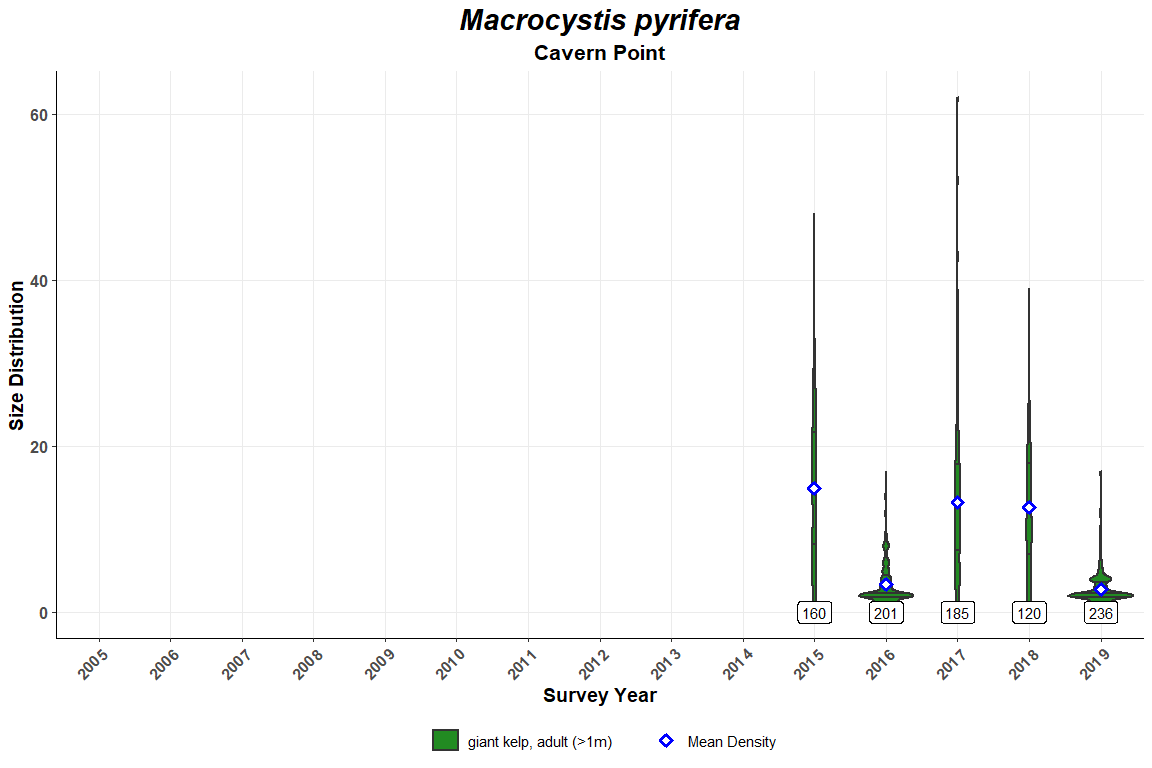 Macrocystis pyrifera
Cavern Point
Size Distribution
60
40
20
0
160 201 185 120 236
2005 2006 2007 2008 2009 2010 2011 2012 2013 2014 2015 2016 2017 2018 2019
Survey Year
giant kelp, adult (>1m) Mean Density